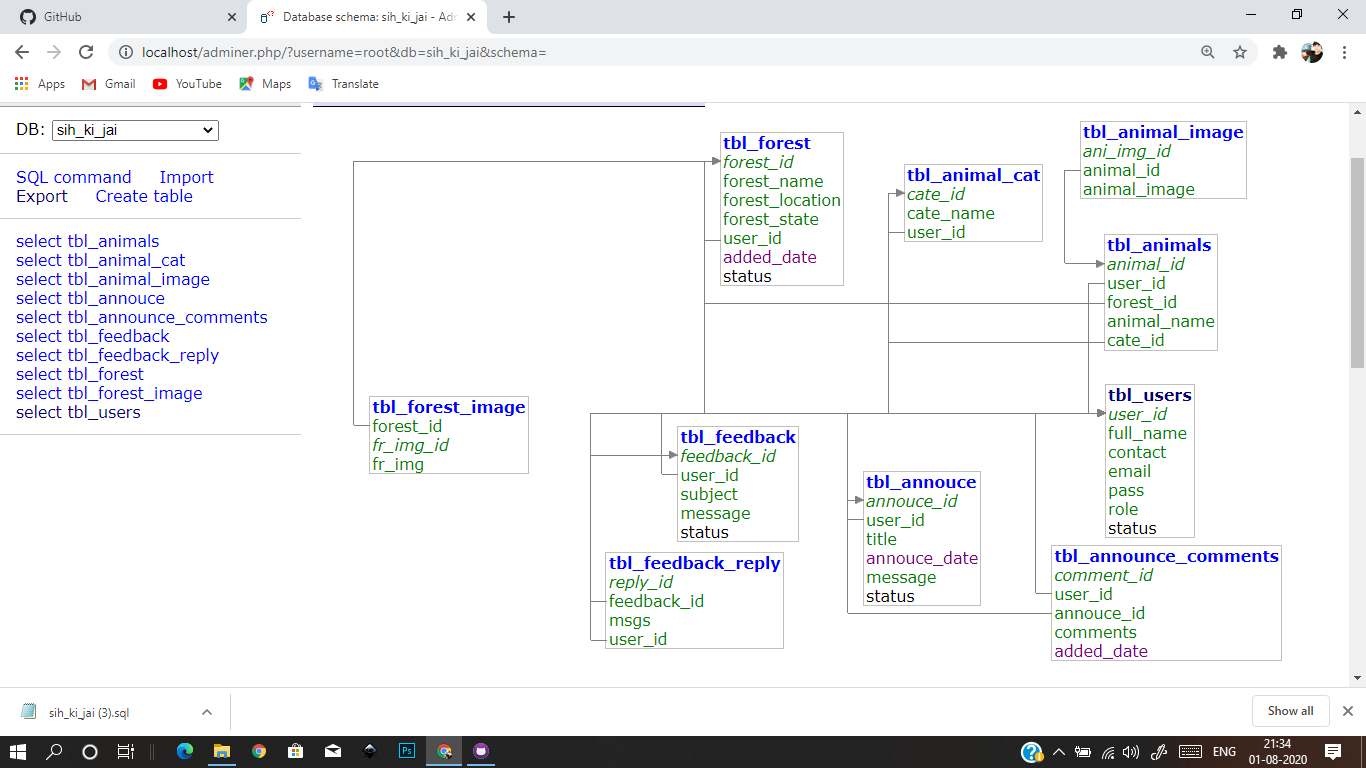 GitHub
Database schema: sih_ki_jai - Adr
localhost/adminer.php/?username=root&db=sih_ki_jai&schema=
Apps
Gmail
YouTube
Maps
Translate
DB: sih_ki_jai
SQL command Import
Export Create table
select tbl_animals
select tbl_animal_cat
select tbl_animal_image
select tbl_annouce
select tbl_announce_comments
select tbl_feedback
select tbl_feedback_reply
select tbl_forest
select tbl_forest_image
select tbl_users
tbl_forest
forest_id
forest_name
forest_location
forest_state
user_id
added_date
status
tbl_animal_cat
cate_id
cate_name
user_id
tbl_animal_image
ani_img_id
animal_id
animal_image
tbl_animals
animal_id
user_id
forest_id
animal_name
cate_id
tbl_forest_image
forest_id
fr_img_id
fr_img
tbl_feedback
feedback_id
user_id
subject
message
status
tbl_annouce
annouce_id
user_id
title
annouce_date
message
status
tbl_users
user_id
full_name
contact
email
pass
role
status
tbl_feedback_reply
reply_id
feedback_id
msgs
user_id
tbl_announce_comments
comment_id
user_id
annouce_id
comments
added_date
sih_ki_jai (3).sql
Show all
Ps
ENG
21:34
01-08-2020